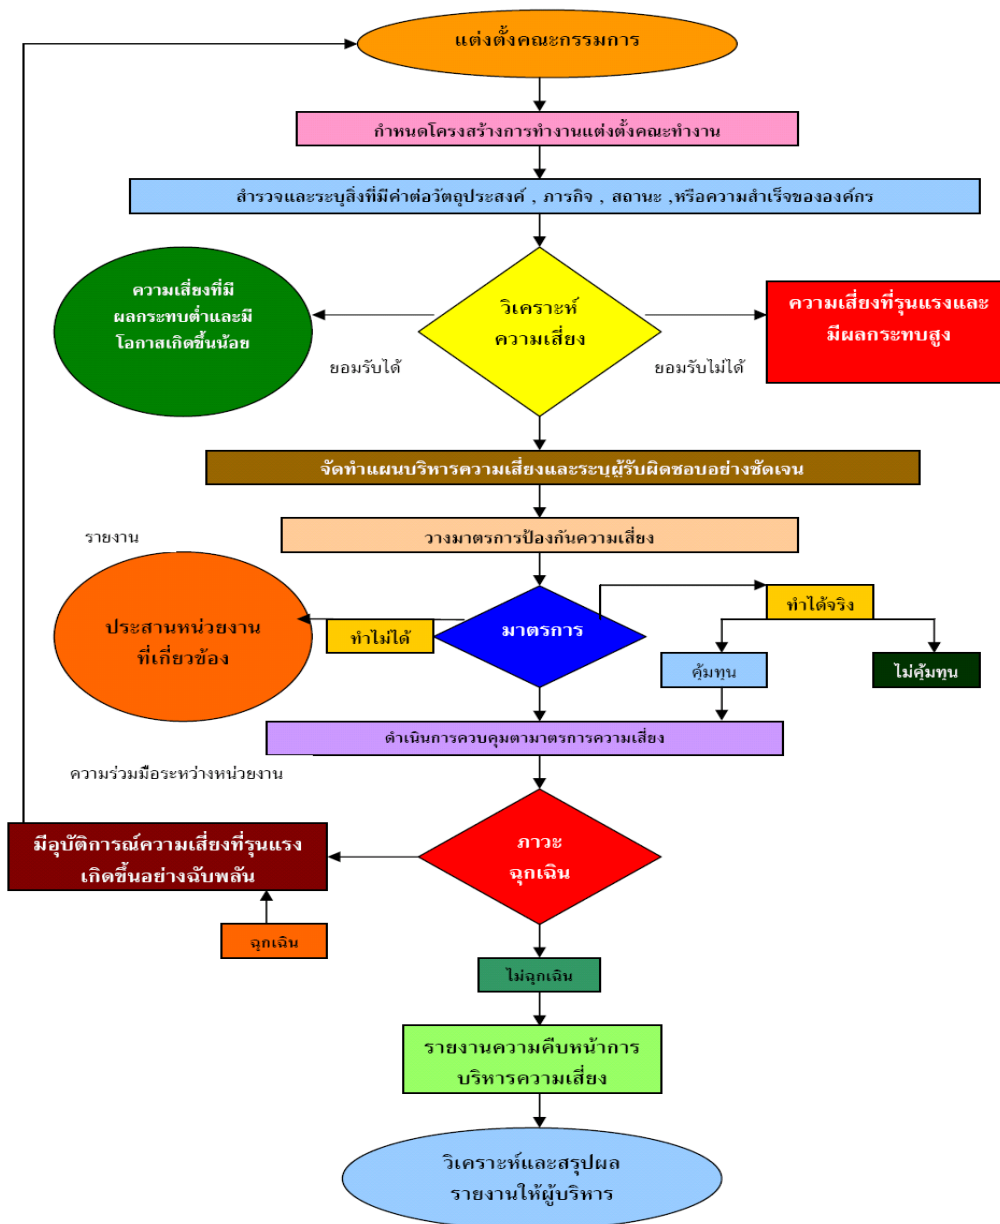 แต่งตั้งคณะกรรมการ
กำหนดโครงสร้างการทำงานแต่งตั้งคณะทำงาน
สำรวจและระบุสิ่งที่มีค่าต่อวัตถุประสงค์ , ภารกิจ , สถานะ ,หรือความสำเร็จขององค์กร
ความเสี่ยงที่มี
ผลกระทบต่ำและมี
โอกาสเกิดขึ้นน้อย
วิเคราะห์
ความเสี่ยง
ความเสี่ยงที่รุนแรงและ
มีผลกระทบสูง
ยอมรับได้
ยอมรับไม่ได้
จัดทำแผนบริหารความเสี่ยงและระบุผู้รับผิดชอบอย่างชัดเจน
วางมาตรการป้องกันความเสี่ยง
รายงาน
ประสานหน่วยงาน
ที่เกี่ยวข้อง
ทำไม่ได้
มาตรการ
ทำได้จริง
คุ้มทุน
ไม่คุ้มทุน
ดำเนินการควบคุมตามาตรการความเสี่ยง
ความร่วมมือระหว่างหน่วยงาน
มีอุบัติการณ์ความเสี่ยงที่รุนแรง
เกิดขึ้นอย่างฉับพลัน
ภาวะ
ฉุกเฉิน
ฉุกเฉิน
ไม่ฉุกเฉิน
รายงานความคืบหน้าการ
บริหารความเสี่ยง
วิเคราะห์และสรุปผล
รายงานให้ผู้บริหาร